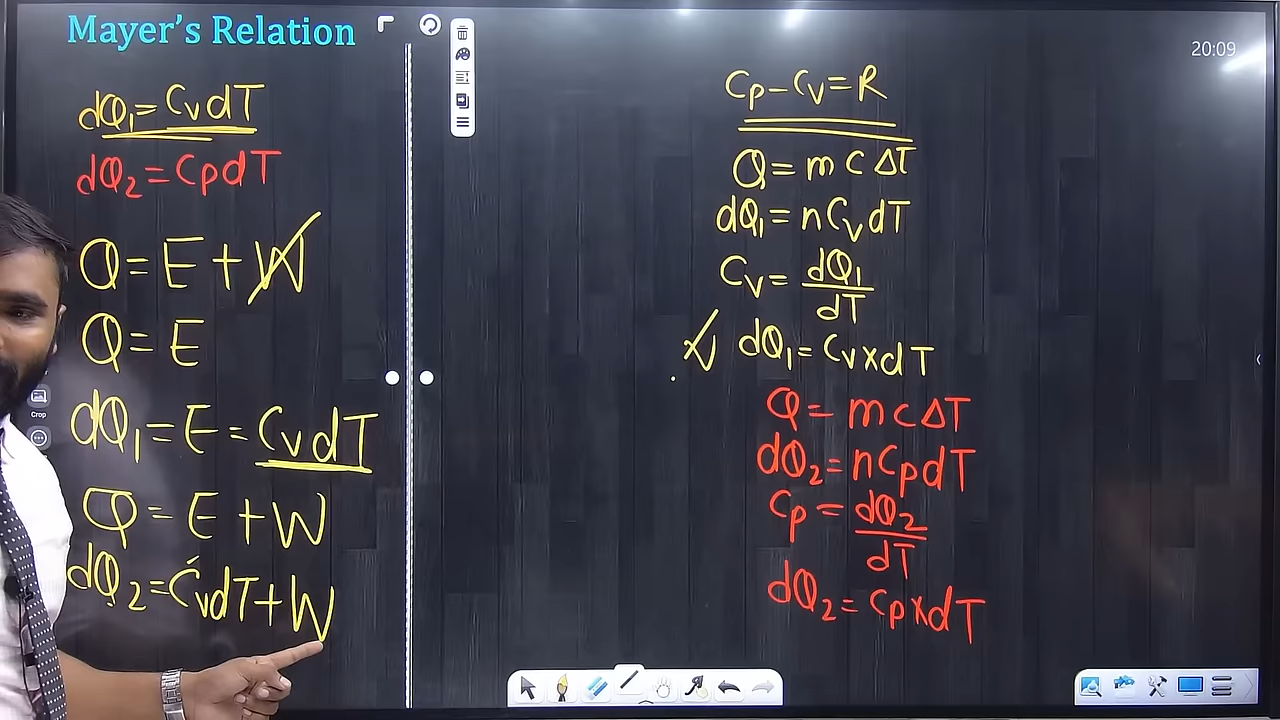 Mayer's Relation
dQ₁ = CvdT
dQ₂ = CpdT
Q = E + W
Q = E
dQ₁ = E = CvdT
Q = E + W
dQ₂ = CvdT + W
Crop
20:09
Cp - Cv = R
Q = mcΔT
dQ₁ = nCvdT
Cv = dQ₁/dT
dQ₁ = Cv x dT
Q = mcΔT
dQ₂ = nCpdT
Cp = dQ₂/dT
dQ₂ = Cp x dT